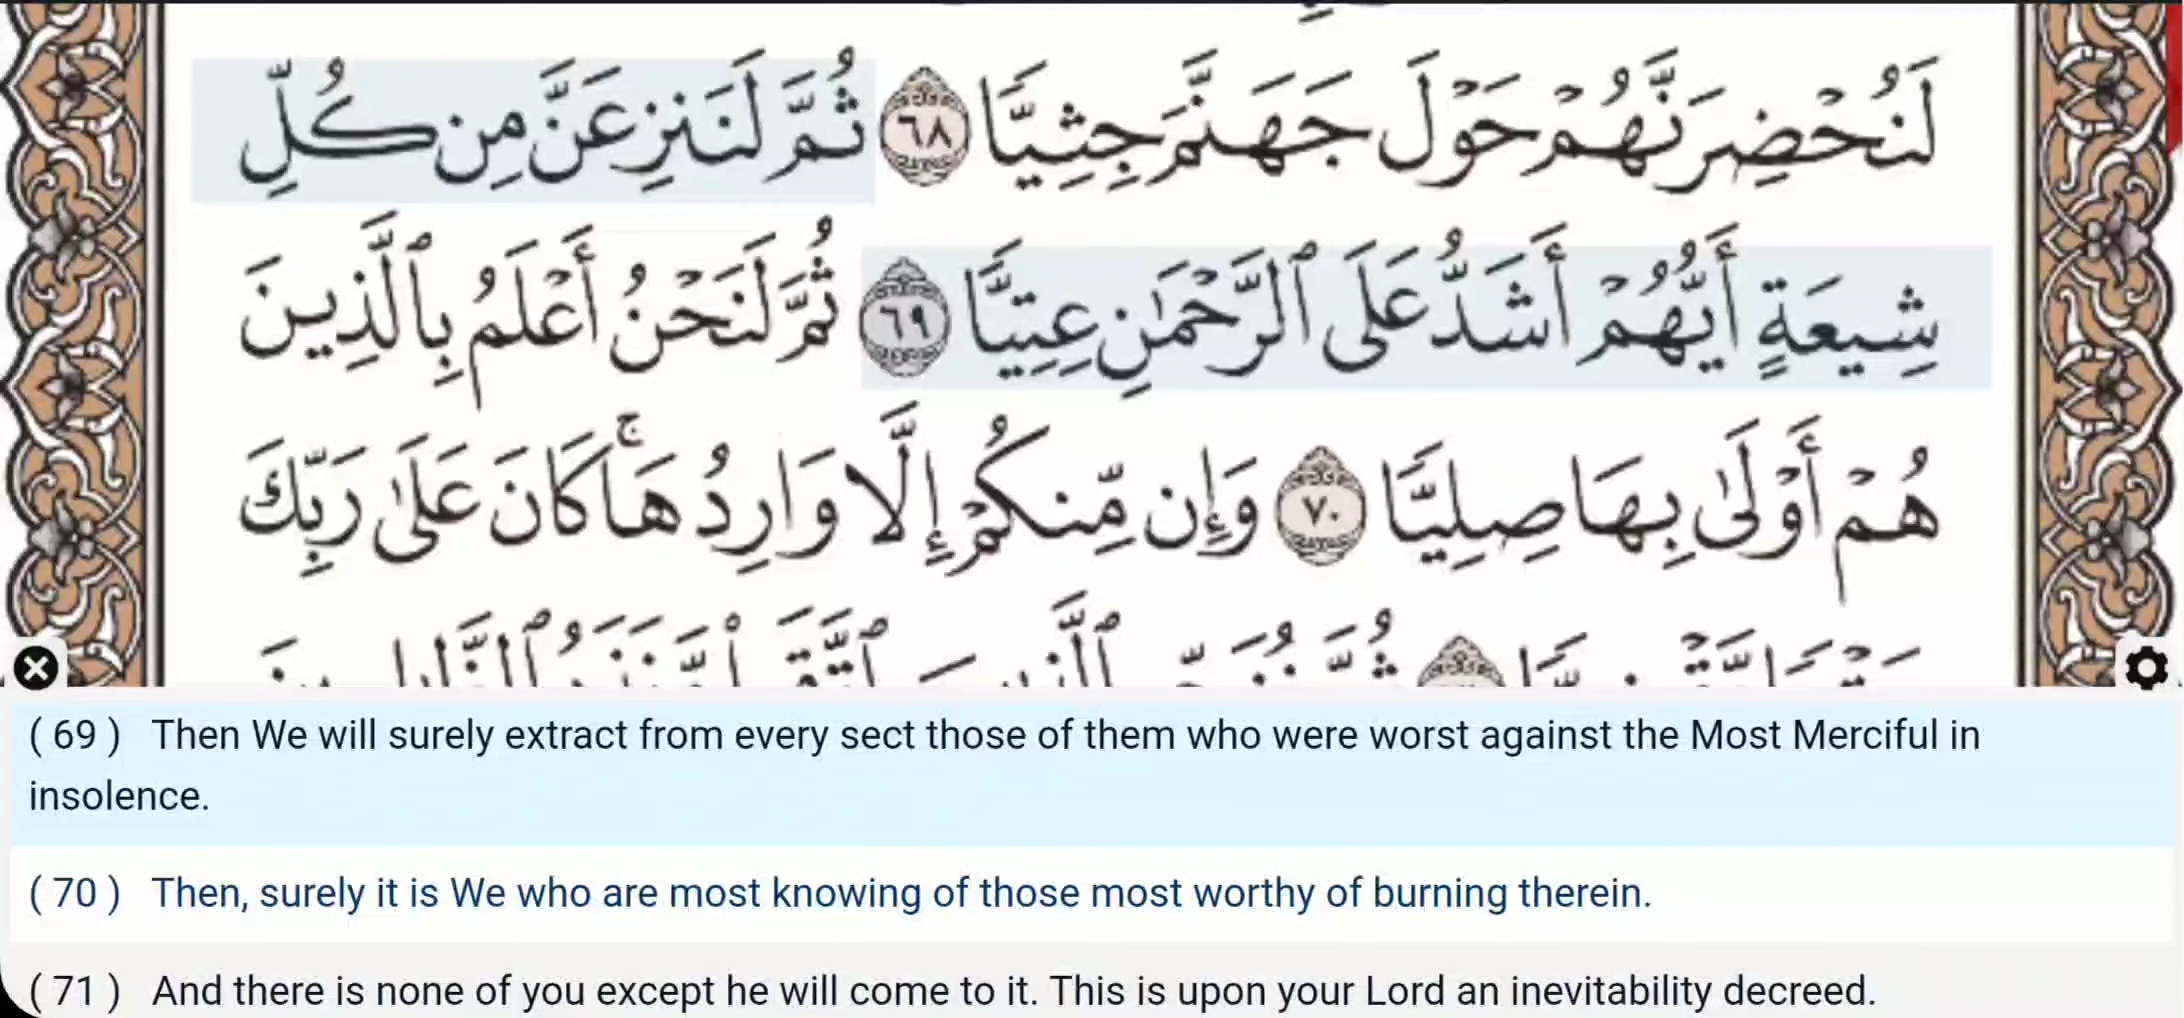 لَنُحْضِرَنَّهُمْ حَوْلَ جَهَنَّمَ جِثِيًّا ٦٨ ثُمَّ لَنَنزِعَنَّ مِن كُلِّ
شِيعَةٍ أَيُّهُمْ أَشَدُّ عَلَى ٱلرَّحْمَٰنِ عِتِيًّا ٦٩ ثُمَّ لَنَحْنُ أَعْلَمُ بِٱلَّذِينَ
هُمْ أَوْلَىٰ بِهَا صِلِيًّا ٧٠ وَإِن مِّنكُمْ إِلَّا وَارِدُهَا ۚ كَانَ عَلَىٰ رَبِّكَ
( 69 ) Then We will surely extract from every sect those of them who were worst against the Most Merciful in
insolence.
( 70 ) Then, surely it is We who are most knowing of those most worthy of burning therein.
( 71 ) And there is none of you except he will come to it. This is upon your Lord an inevitability decreed.